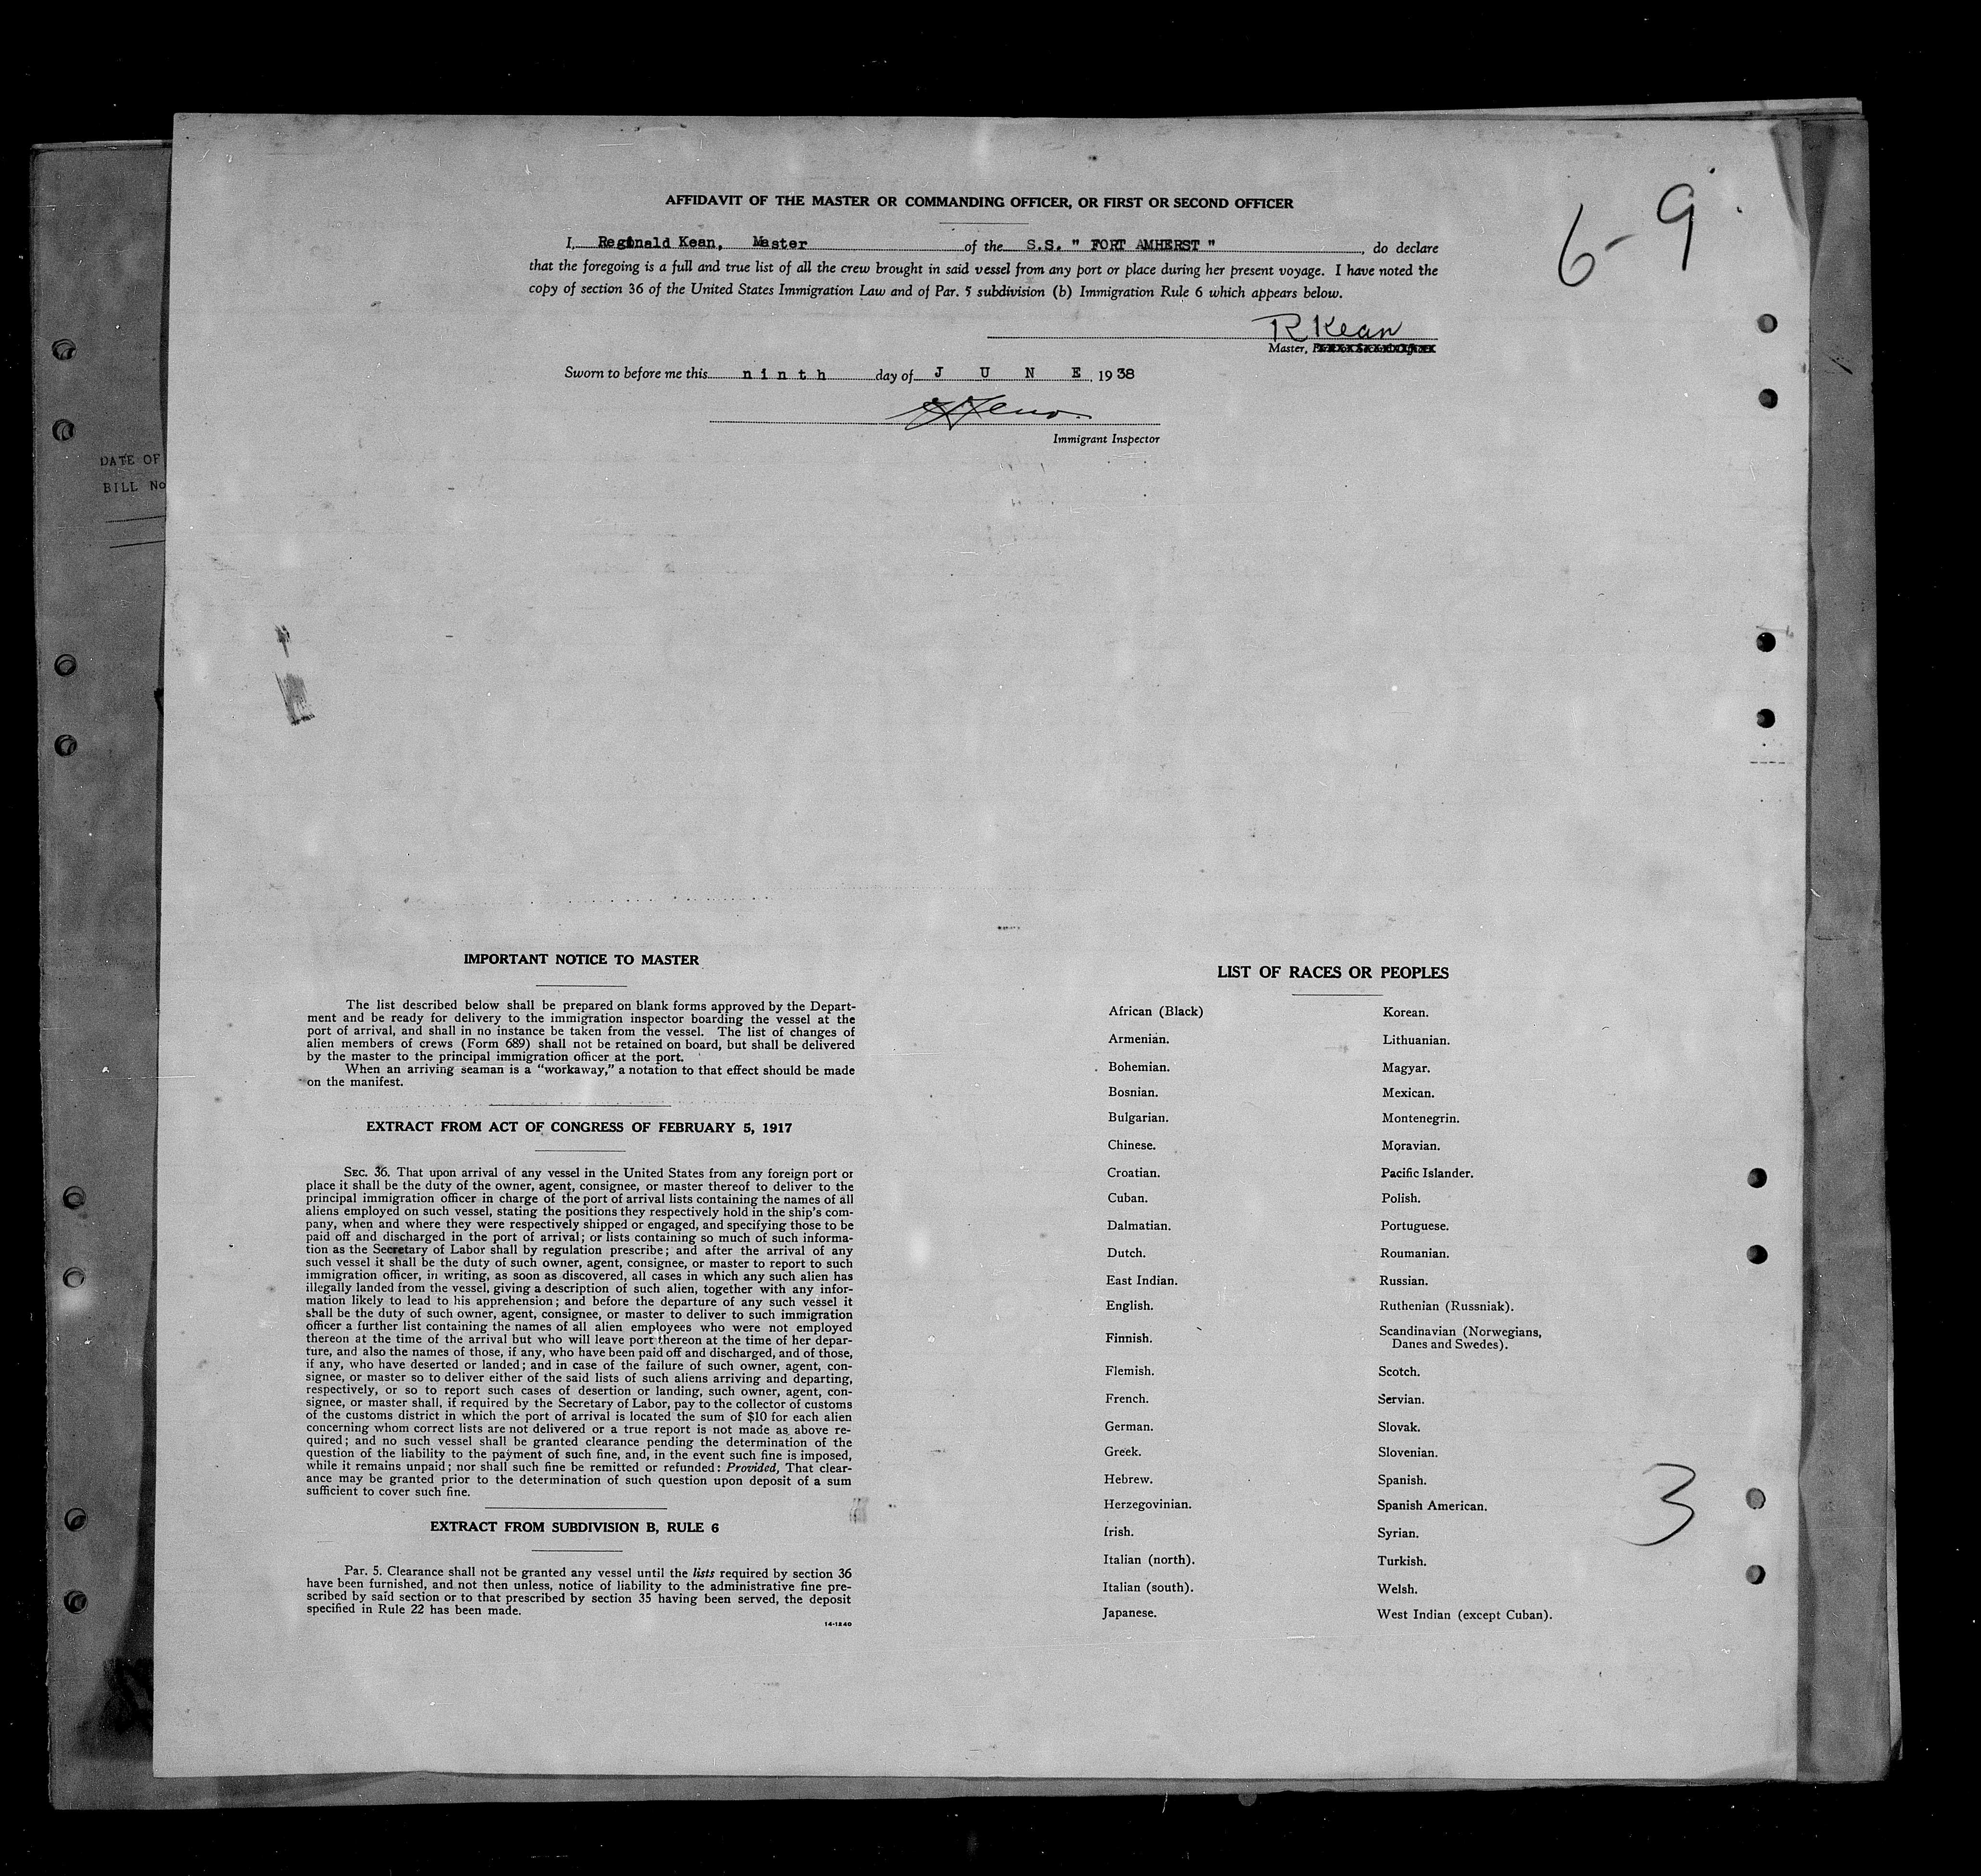 AFFIDAVIT OF THE MASTER OR COMMANDING OFFICER, OR FIRST OR SECOND OFFICER
6-9
I, Reginald Kean, Master of the S.S. " FORT AMHERST ", do declare
that the foregoing is a full and true list of all the crew brought in said vessel from any port or place during her present voyage. I have noted the
copy of section 36 of the United States Immigration Law and of Par. 5 subdivision (b) Immigration Rule 6 which appears below.
R Kean
Master,
Sworn to before me this ninth day of JUNE, 1938
Immigrant Inspector
DATE OF
BILL No
IMPORTANT NOTICE TO MASTER
The list described below shall be prepared on blank forms approved by the Depart-
ment and be ready for delivery to the immigration inspector boarding the vessel at the
port of arrival, and shall in no instance be taken from the vessel. The list of changes of
alien members of crews (Form 689) shall not be retained on board, but shall be delivered
by the master to the principal immigration officer at the port.
When an arriving seaman is a "workaway," a notation to that effect should be made
on the manifest.
EXTRACT FROM ACT OF CONGRESS OF FEBRUARY 5, 1917
SEC. 36. That upon arrival of any vessel in the United States from any foreign port or
place it shall be the duty of the owner, agent, consignee, or master thereof to deliver to the
principal immigration officer in charge of the port of arrival lists containing the names of all
aliens employed on such vessel, stating the positions they respectively hold in the ship's com-
pany, when and where they were respectively shipped or engaged, and specifying those to be
paid off and discharged in the port of arrival; or lists containing so much of such informa-
tion as the Secretary of Labor shall by regulation prescribe; and after the arrival of any
such vessel it shall be the duty of such owner, agent, consignee, or master to report to such
immigration officer, in writing, as soon as discovered, all cases in which any such alien has
illegally landed from the vessel, giving a description of such alien, together with any infor-
mation likely to lead to his apprehension; and before the departure of any such vessel it
shall be the duty of such owner, agent, consignee, or master to deliver to such immigration
officer a further list containing the names of all alien employees who were not employed
thereon at the time of the arrival but who will leave port thereon at the time of her depar-
ture, and also the names of those, if any, who have been paid off and discharged, and of those,
if any, who have deserted or landed; and in case of the failure of such owner, agent, con-
signee, or master so to deliver either of the said lists of such aliens arriving and departing,
respectively, or so to report such cases of desertion or landing, such owner, agent, con-
signee, or master shall, if required by the Secretary of Labor, pay to the collector of customs
of the customs district in which the port of arrival is located the sum of $10 for each alien
concerning whom correct lists are not delivered or a true report is not made as above re-
quired; and no such vessel shall be granted clearance pending the determination of the
question of the liability to the payment of such fine, and, in the event such fine is imposed,
while it remains unpaid; nor shall such fine be remitted or refunded: Provided, That clear-
ance may be granted prior to the determination of such question upon deposit of a sum
sufficient to cover such fine.
EXTRACT FROM SUBDIVISION B, RULE 6
Par. 5. Clearance shall not be granted any vessel until the lists required by section 36
have been furnished, and not then unless, notice of liability to the administrative fine pre-
scribed by said section or to that prescribed by section 35 having been served, the deposit
specified in Rule 22 has been made.
14-1240
LIST OF RACES OR PEOPLES
African (Black)
Armenian.
Bohemian.
Bosnian.
Bulgarian.
Chinese.
Croatian.
Cuban.
Dalmatian.
Dutch.
East Indian.
English.
Finnish.
Flemish.
French.
German.
Greek.
Hebrew.
Herzegovinian.
Irish.
Italian (north).
Italian (south).
Japanese.
Korean.
Lithuanian.
Magyar.
Mexican.
Montenegrin.
Moravian.
Pacific Islander.
Polish.
Portuguese.
Roumanian.
Russian.
Ruthenian (Russniak).
Scandinavian (Norwegians,
Danes and Swedes).
Scotch.
Servian.
Slovak.
Slovenian.
Spanish.
Spanish American.
Syrian.
Turkish.
Welsh.
West Indian (except Cuban).
3